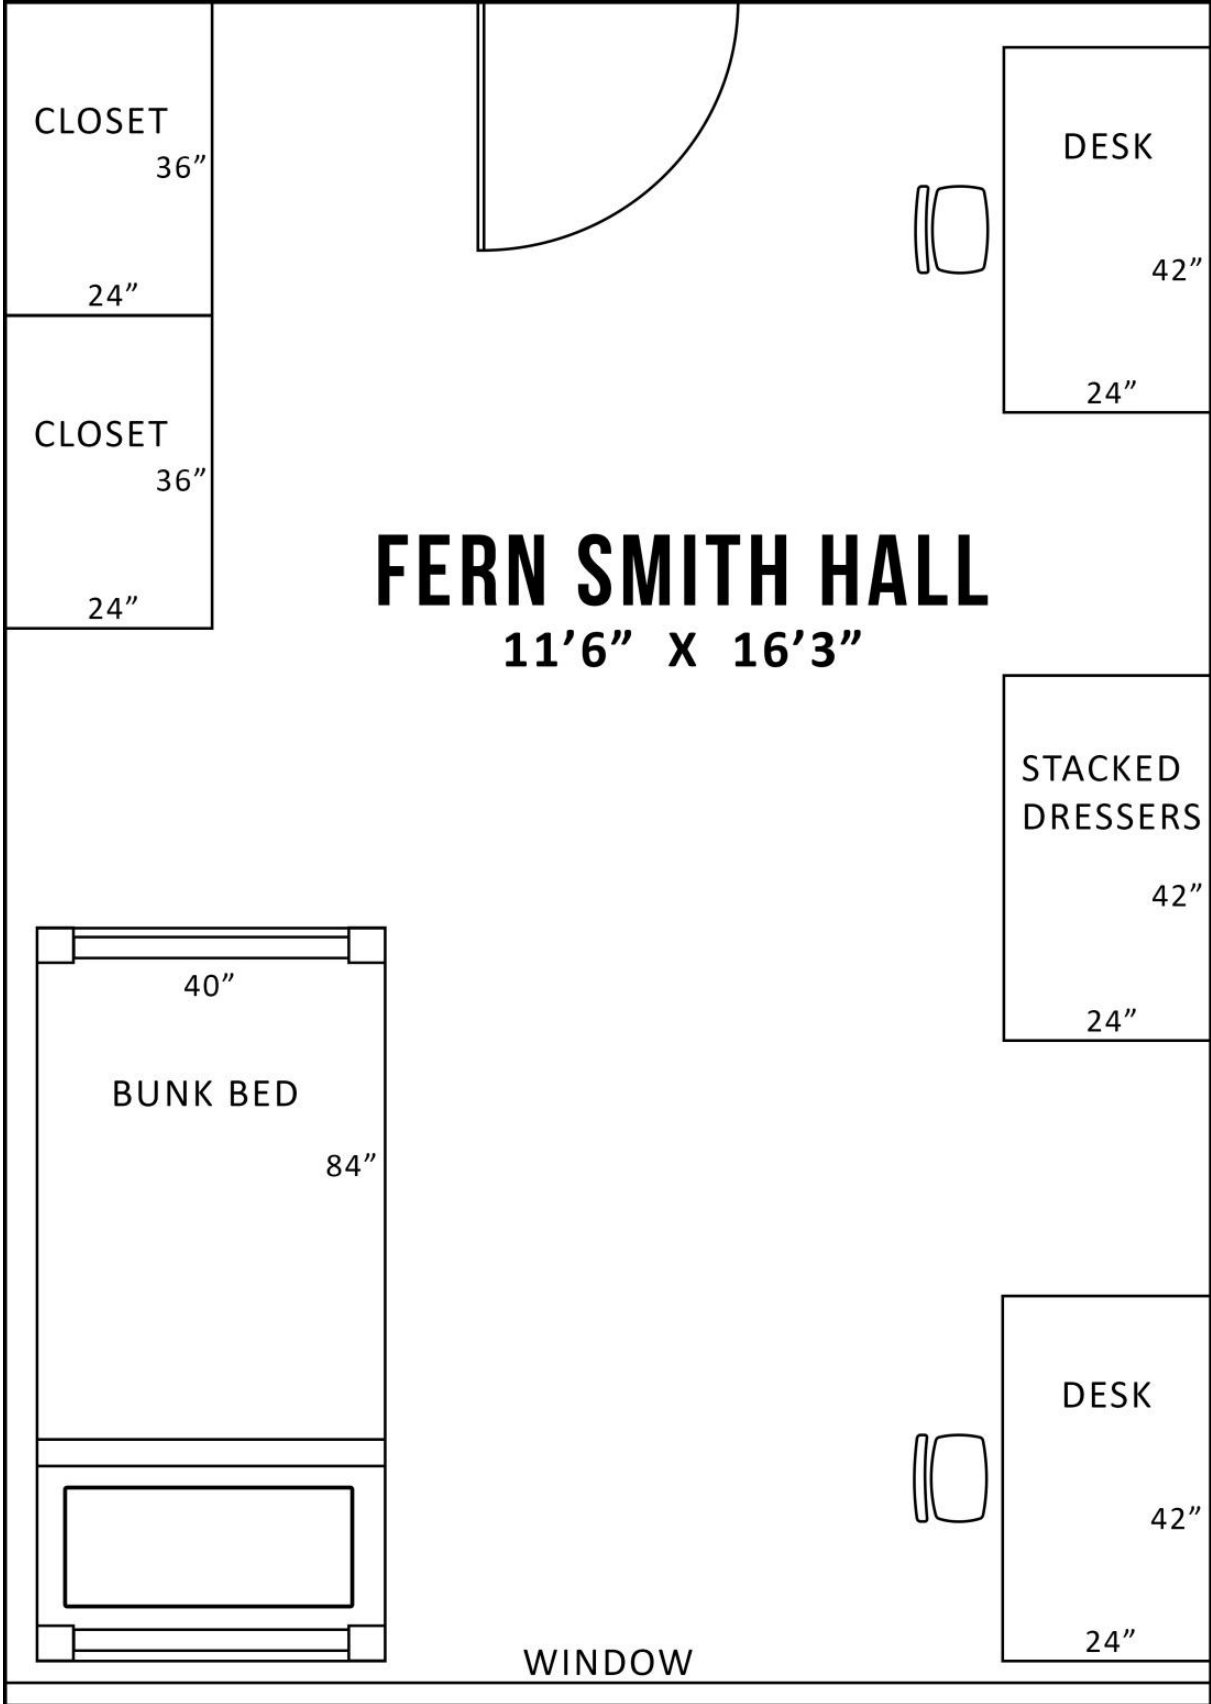 CLOSET
36”
24”
CLOSET
36”
24”
DESK
42”
24”
FERN SMITH HALL
11’6” X 16’3”
STACKED
DRESSERS
42”
24”
40”
BUNK BED
84”
DESK
42”
24”
WINDOW